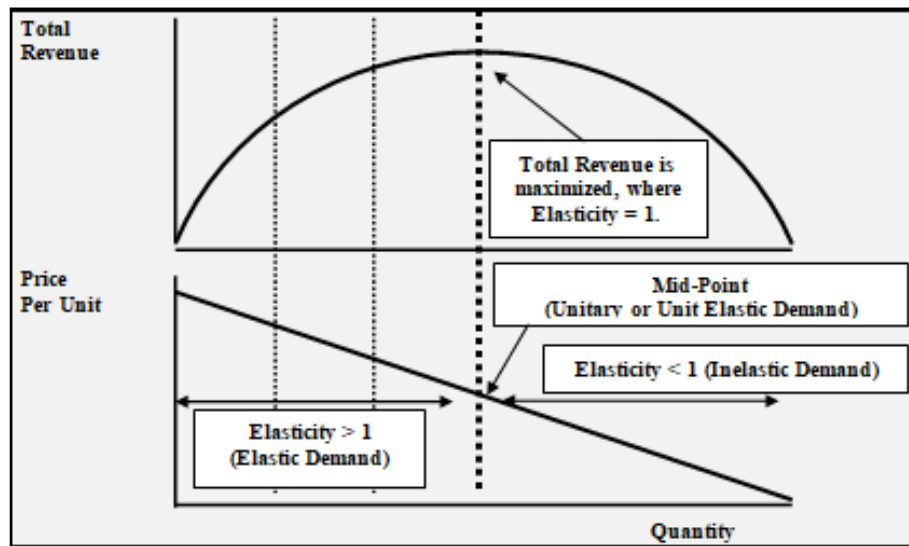 Total
Revenue
Total Revenue is
maximized, where
Elasticity = 1.
Price
Per Unit
Mid-Point
(Unitary or Unit Elastic Demand)
Elasticity < 1 (Inelastic Demand)
Elasticity > 1
(Elastic Demand)
Quantity